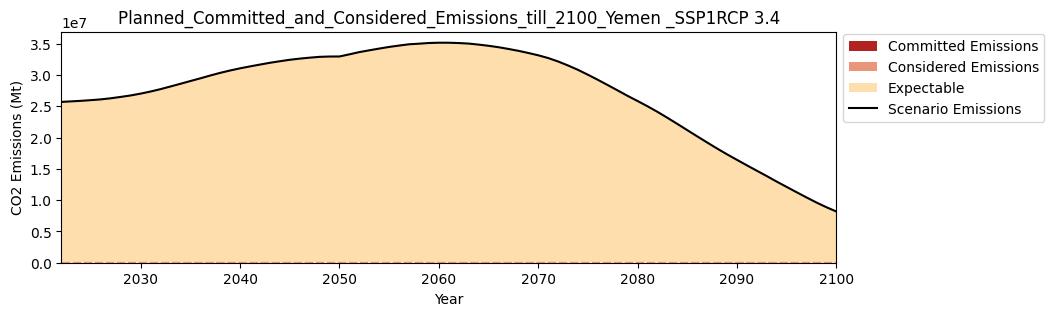 Planned_Committed_and_Considered_Emissions_till_2100_Yemen _SSP1RCP 3.4
1e7
3.5
3.0
2.5
2.0
1.5
1.0
0.5
0.0
CO2 Emissions (Mt)
2030 2040 2050 2060 2070 2080 2090 2100
Year
Committed Emissions
Considered Emissions
Expectable
Scenario Emissions